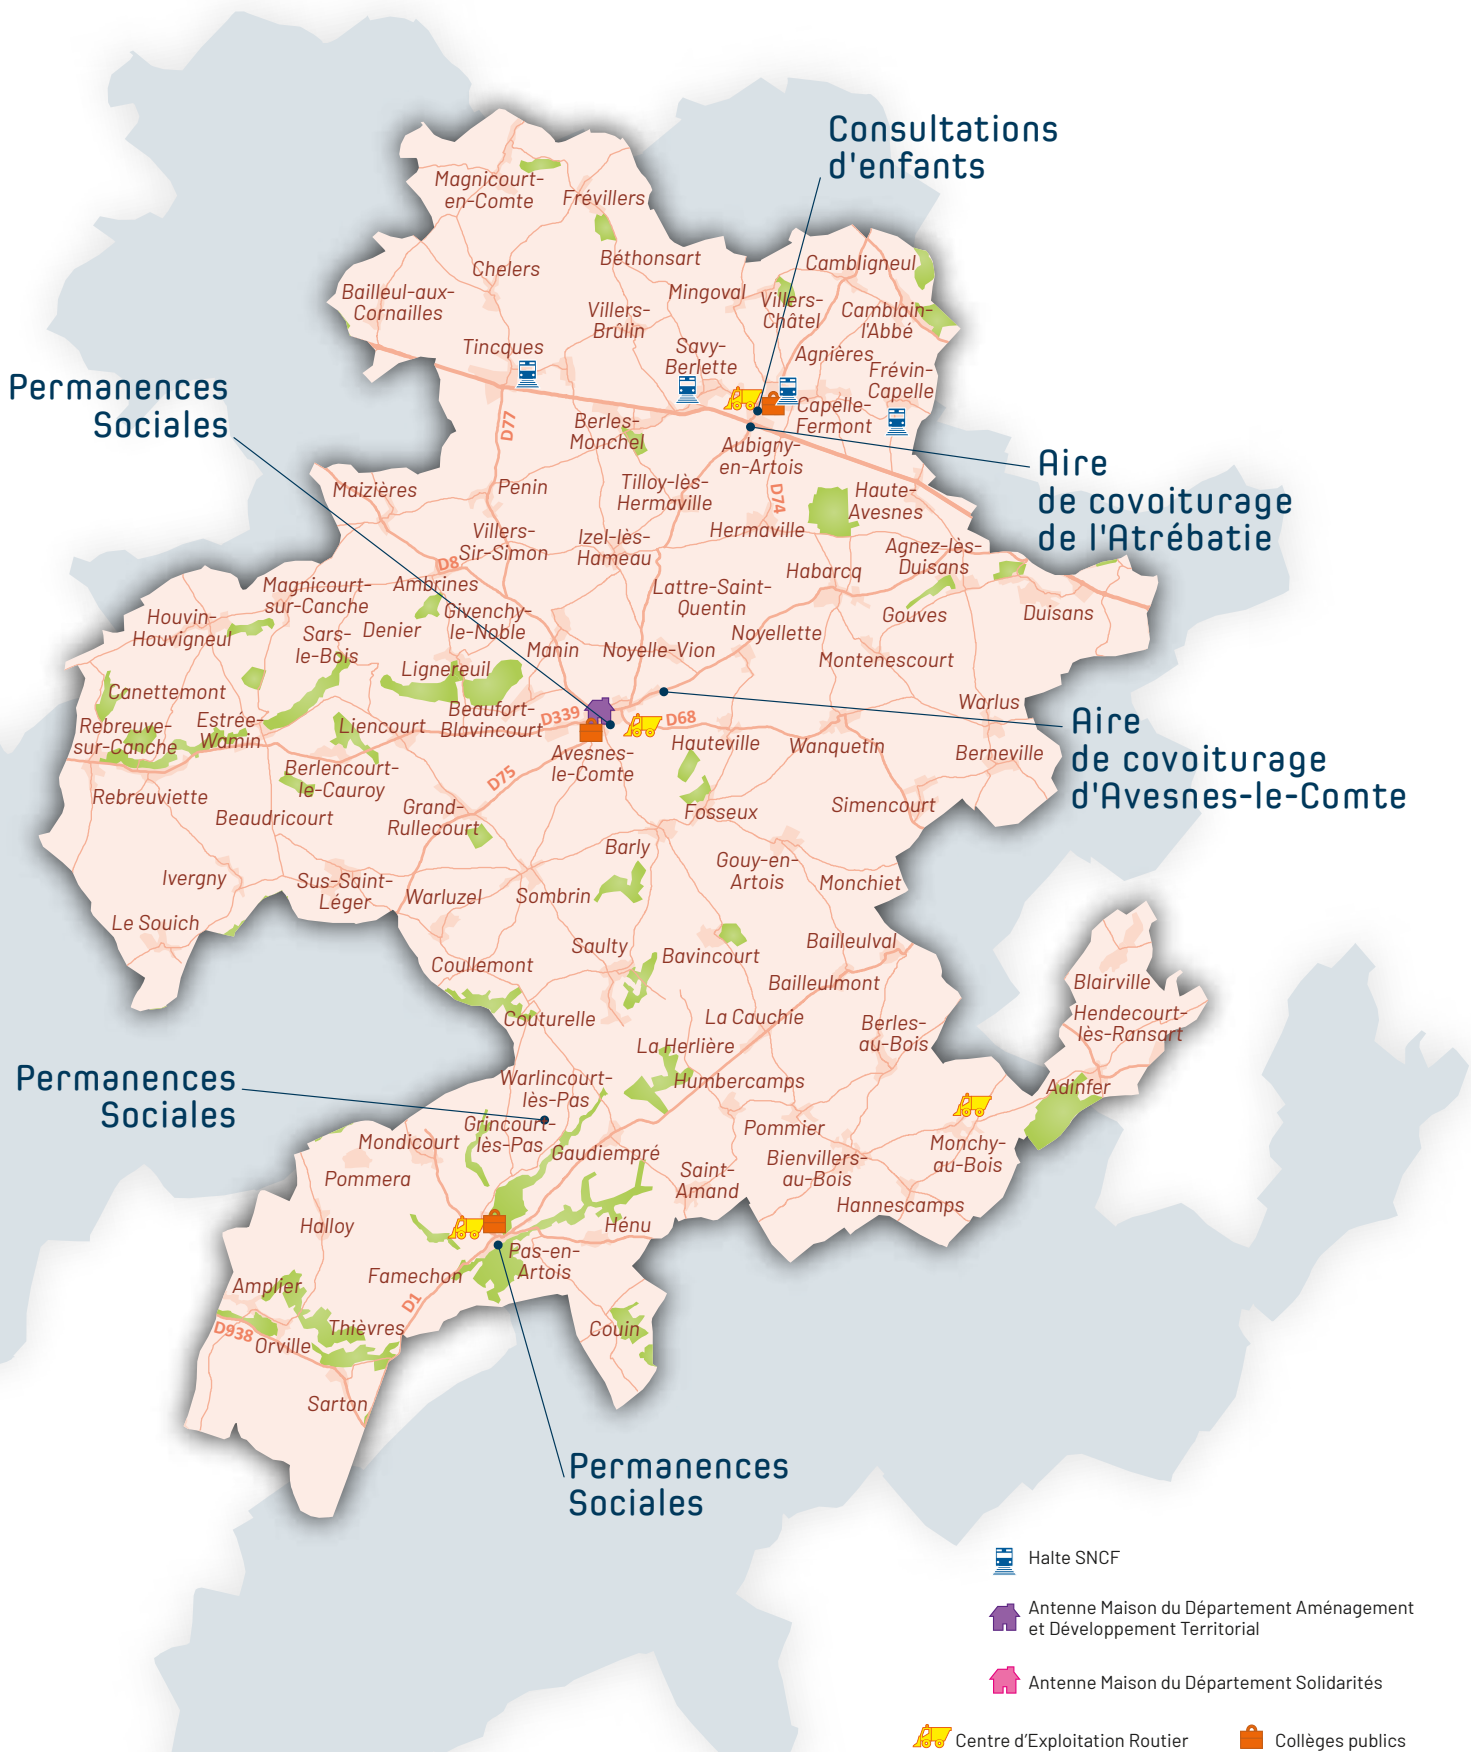 Consultations
d'enfants
Magnicourt-
en-Comte
Frévillers
Béthonsart
Cambligneul
Chelers
Mingoval
Bailleul-aux-
Cornailles
Villers-
Châtel
Villers-
Brûlin
Camblain-
l'Abbé
Tincques
Savy-
Berlette
Agnières
Frévin-
Capelle
Permanences
Sociales
Capelle-
Fermont
D77
Berles-
Monchel
Aubigny-
en-Artois
Aire
de covoiturage
de l'Atrébatie
Maizières
Penin
Tilloy-lès-
Hermaville
D74
Haute-
Avesnes
Villers-
Sir-Simon
Izel-lès-
Hameau
Hermaville
Agnez-lès-
Duisans
D8
Ambrines
Habarcq
Magnicourt-
sur-Canche
Lattre-Saint-
Quentin
Houvin-
Houvigneul
Givenchy-
le-Noble
Gouves
Duisans
Sars-
le-Bois
Denier
Noyellette
Manin
Noyelle-Vion
Montenescourt
Lignereuil
Canettemont
Warlus
Rebreuve-
sur-Canche
Estrée-
Wamin
Liencourt
Beaufort-
Blavincourt
D339
D68
Aire
de covoiturage
d'Avesnes-le-Comte
Hauteville
Wanquetin
Berneville
Avesnes-
le-Comte
Berlencourt-
le-Cauroy
D75
Rebreuviette
Beaudricourt
Grand-
Rullecourt
Fosseux
Simencourt
Barly
Ivergny
Sus-Saint-
Léger
Warluzel
Sombrin
Gouy-en-
Artois
Monchiet
Le Souich
Saulty
Bavincourt
Bailleulval
Coullemont
Bailleulmont
Blairville
Couturelle
La Cauchie
Berles-
au-Bois
Hendecourt-
lès-Ransart
La Herlière
Permanences
Sociales
Warlincourt-
lès-Pas
Humbercamps
Adinfer
Grincourt-
lès-Pas
Mondicourt
Gaudiempré
Pommier
Monchy-
au-Bois
Pommera
Saint-
Amand
Bienvillers-
au-Bois
Hannescamps
Halloy
Hénu
Pas-en-
Artois
Famechon
Amplier
D1
Thièvres
D938
Orville
Couin
Sarton
Permanences
Sociales
Halte SNCF
Antenne Maison du Département Aménagement
et Développement Territorial
Antenne Maison du Département Solidarités
Centre d'Exploitation Routier
Collèges publics